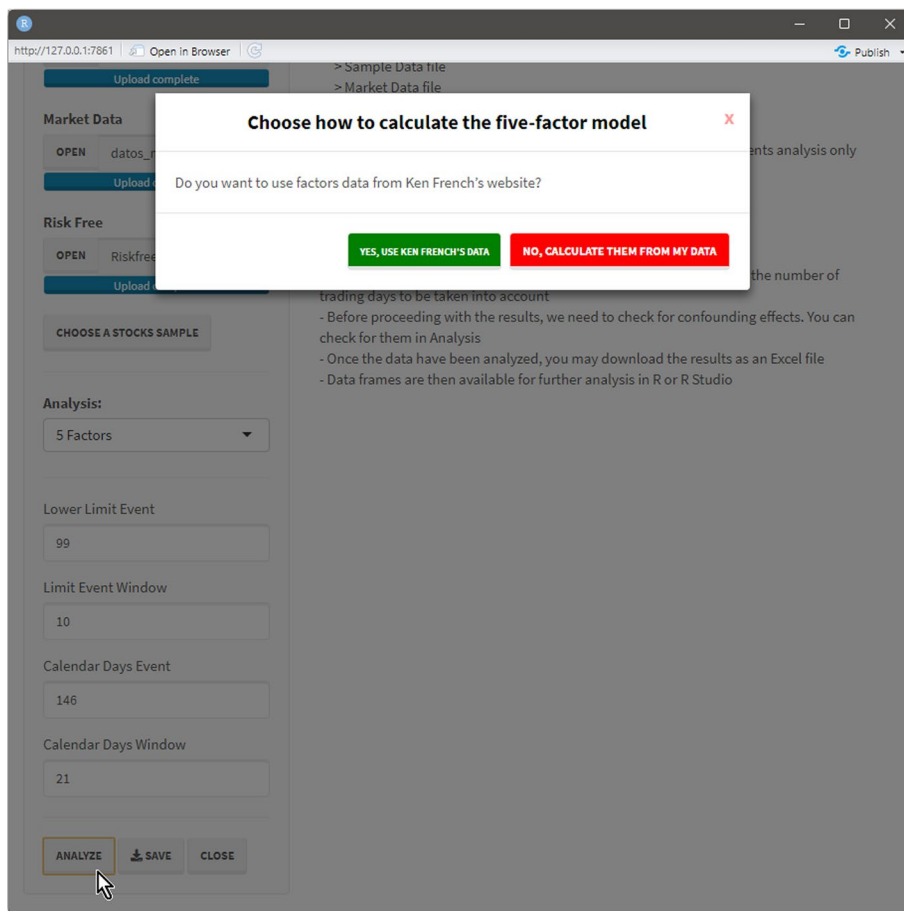 R
http://127.0.0.1:7861 Open in Browser Publish
Upload complete
> Sample Data file
> Market Data file
Choose how to calculate the five-factor model x
Market Data
OPEN datos_
ents analysis only
Upload
Do you want to use factors data from Ken French's website?
Risk Free
YES, USE KEN FRENCH'S DATA NO, CALCULATE THEM FROM MY DATA
OPEN Riskfree
the number of
Upload
trading days to be taken into account
- Before proceeding with the results, we need to check for confounding effects. You can
check for them in Analysis
- Once the data have been analyzed, you may download the results as an Excel file
- Data frames are then available for further analysis in R or R Studio
CHOOSE A STOCKS SAMPLE
Analysis:
5 Factors
Lower Limit Event
99
Limit Event Window
10
Calendar Days Event
146
Calendar Days Window
21
ANALYZE SAVE CLOSE